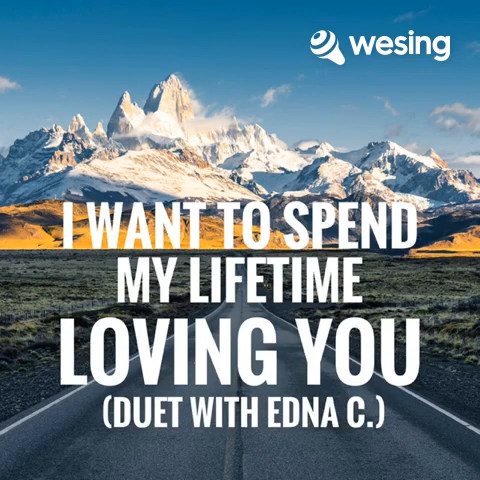 wesing
I WANT TO SPEND
MY LIFETIME
LOVING YOU
(DUET WITH EDNA C.)